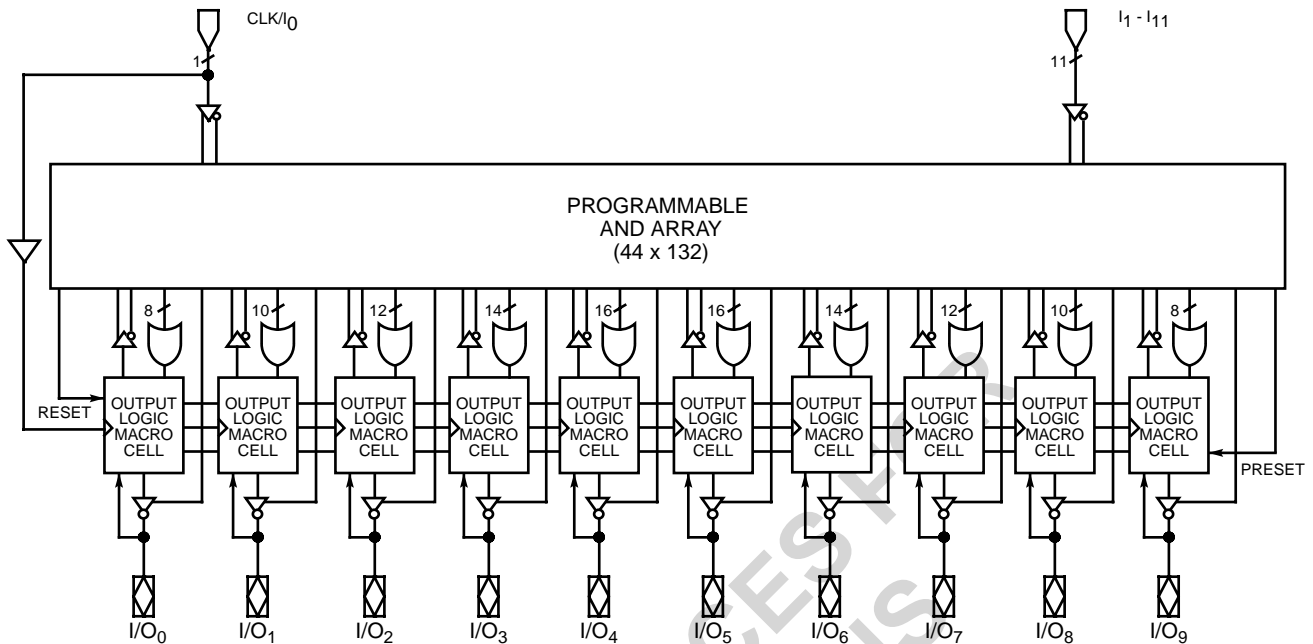 CLK/I0
I1 - I11
1
11
PROGRAMMABLE
AND ARRAY
(44 x 132)
8
10
12
14
16
16
14
12
10
8
RESET
OUTPUT
LOGIC
MACRO
CELL
OUTPUT
LOGIC
MACRO
CELL
OUTPUT
LOGIC
MACRO
CELL
OUTPUT
LOGIC
MACRO
CELL
OUTPUT
LOGIC
MACRO
CELL
OUTPUT
LOGIC
MACRO
CELL
OUTPUT
LOGIC
MACRO
CELL
OUTPUT
LOGIC
MACRO
CELL
OUTPUT
LOGIC
MACRO
CELL
OUTPUT
LOGIC
MACRO
CELL
PRESET
I/O0
I/O1
I/O2
I/O3
I/O4
I/O5
I/O6
I/O7
I/O8
I/O9